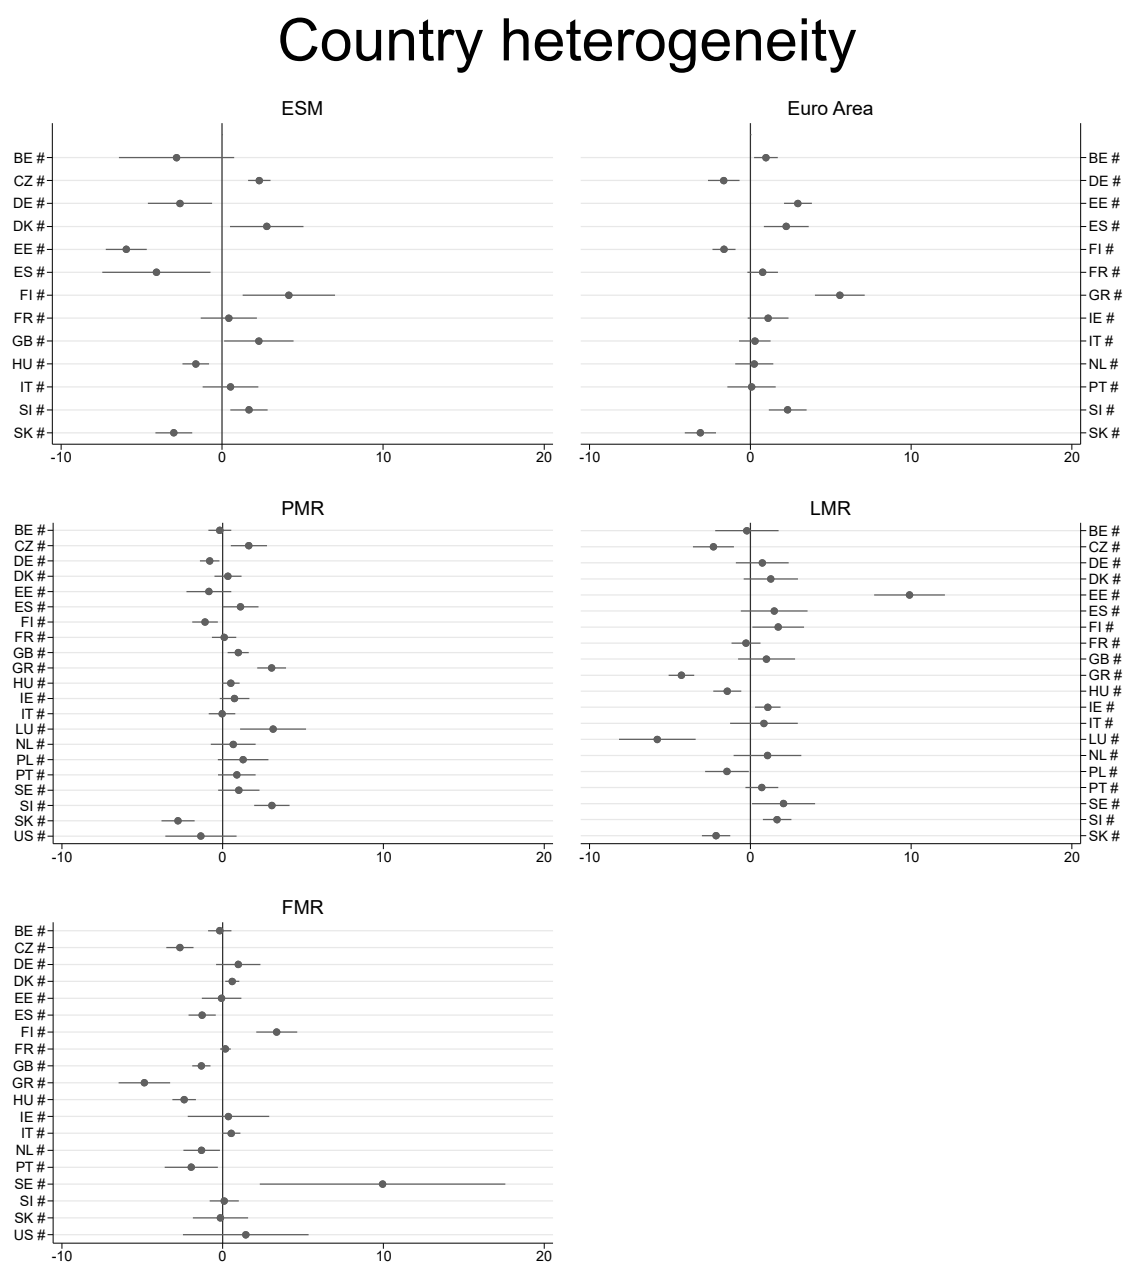 Country heterogeneity
ESM
BE #
CZ #
DE #
DK #
EE #
ES #
FI #
FR #
GB #
HU #
IT #
SI #
SK #
-10 0 10 20
Euro Area
BE #
DE #
EE #
ES #
FI #
FR #
GR #
IE #
IT #
NL #
PT #
SI #
SK #
-10 0 10 20
PMR
BE #
CZ #
DE #
DK #
EE #
ES #
FI #
FR #
GB #
GR #
HU #
IE #
IT #
LU #
NL #
PL #
PT #
SE #
SI #
SK #
US #
-10 0 10 20
LMR
BE #
CZ #
DE #
DK #
EE #
ES #
FI #
FR #
GB #
GR #
HU #
IE #
IT #
LU #
NL #
PL #
PT #
SE #
SI #
SK #
-10 0 10 20
FMR
BE #
CZ #
DE #
DK #
EE #
ES #
FI #
FR #
GB #
GR #
HU #
IE #
IT #
NL #
PT #
SE #
SI #
SK #
US #
-10 0 10 20